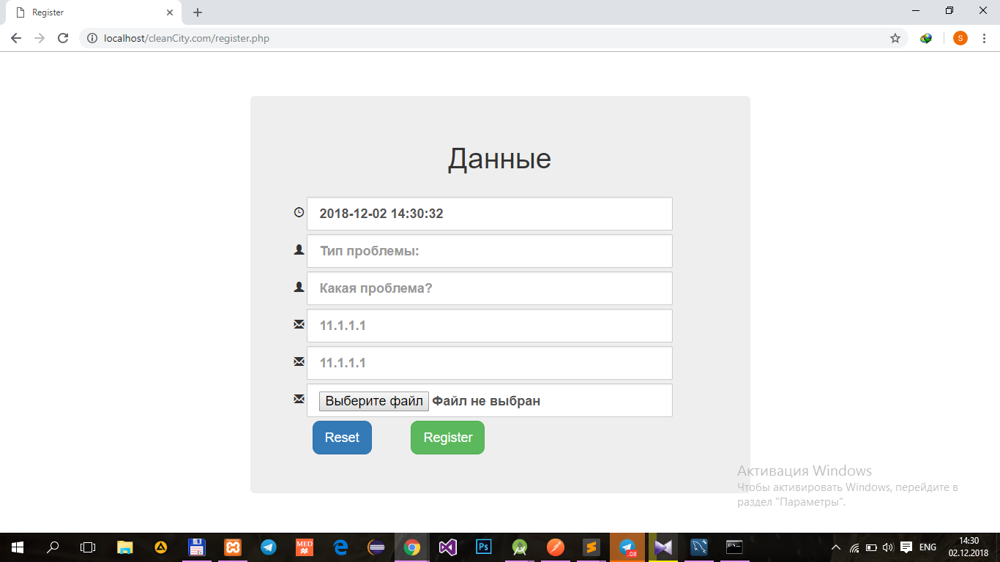 Register
localhost/cleanCity.com/register.php
S
Данные
2018-12-02 14:30:32
Тип проблемы:
Какая проблема?
11.1.1.1
11.1.1.1
Выберите файл Файл не выбран
Reset
Register
Активация Windows
Чтобы активировать Windows, перейдите в
раздел "Параметры".
MED
Ps
..08
ENG
14:30
02.12.2018